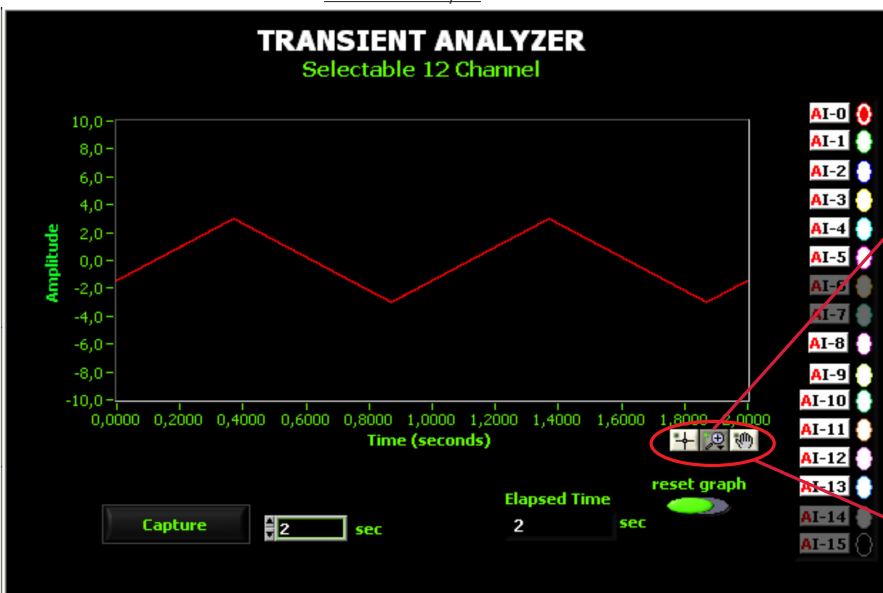 TRANSIENT ANALYZER
Selectable 12 Channel
10,0
8,0
6,0
4,0
2,0
0,0
-2,0
-4,0
-6,0
-8,0
-10,0
Amplitude
0,0000 0,2000 0,4000 0,6000 0,8000 1,0000 1,2000 1,4000 1,6000 1,8000 2,0000
Time (seconds)
AI-0
AI-1
AI-2
AI-3
AI-4
AI-5
AI-6
AI-7
AI-8
AI-9
AI-10
AI-11
AI-12
AI-13
AI-14
AI-15
reset graph
Capture
2 sec
Elapsed Time
2 sec